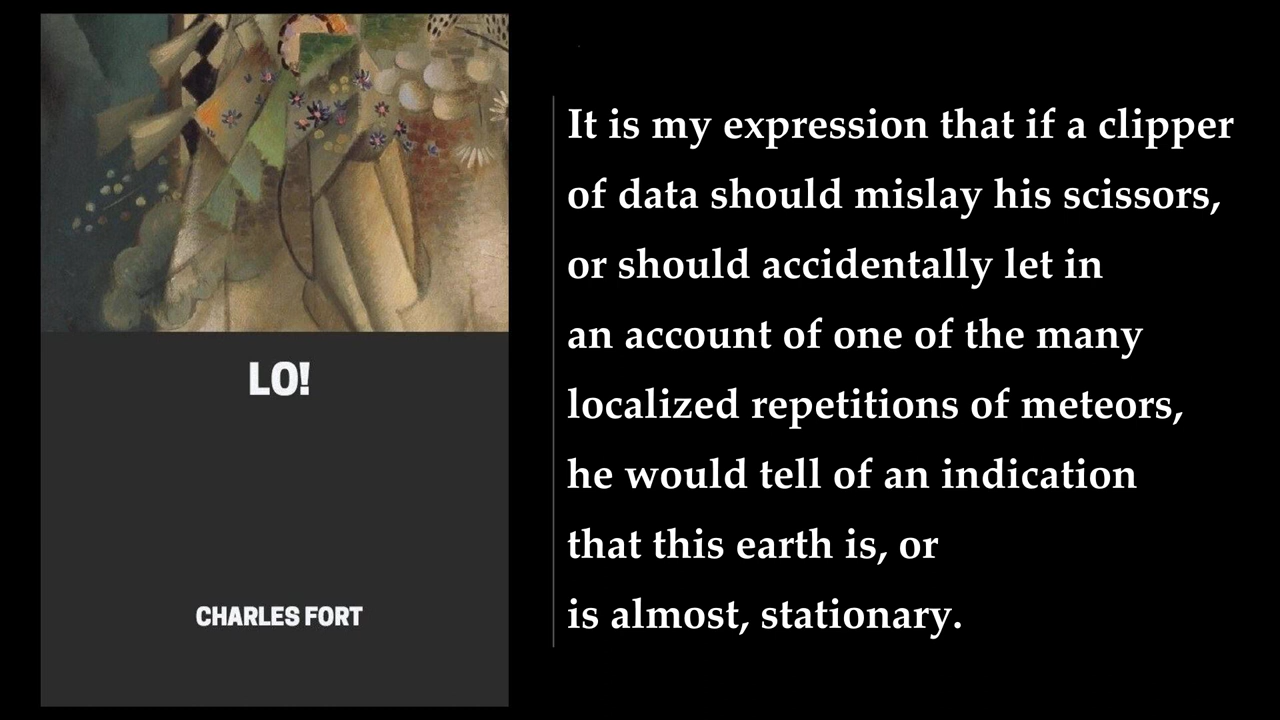 LO!
CHARLES FORT
It is my expression that if a clipper
of data should mislay his scissors,
or should accidentally let in
an account of one of the many
localized repetitions of meteors,
he would tell of an indication
that this earth is, or
is almost, stationary.